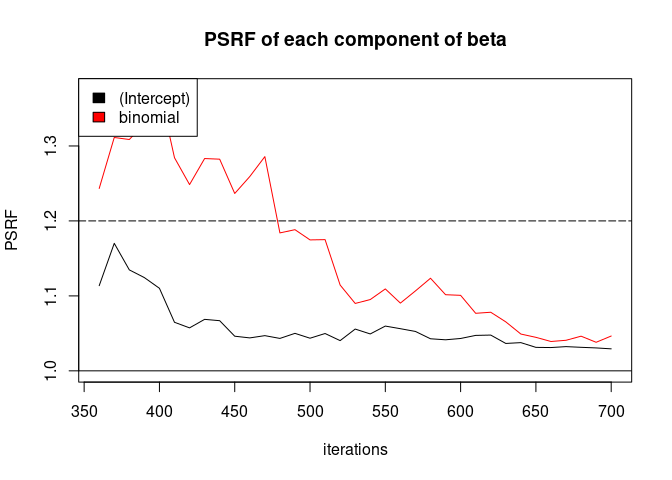 PSRF of each component of beta
(Intercept)
binomial
PSRF
1.3
1.2
1.1
1.0
350 400 450 500 550 600 650 700
iterations